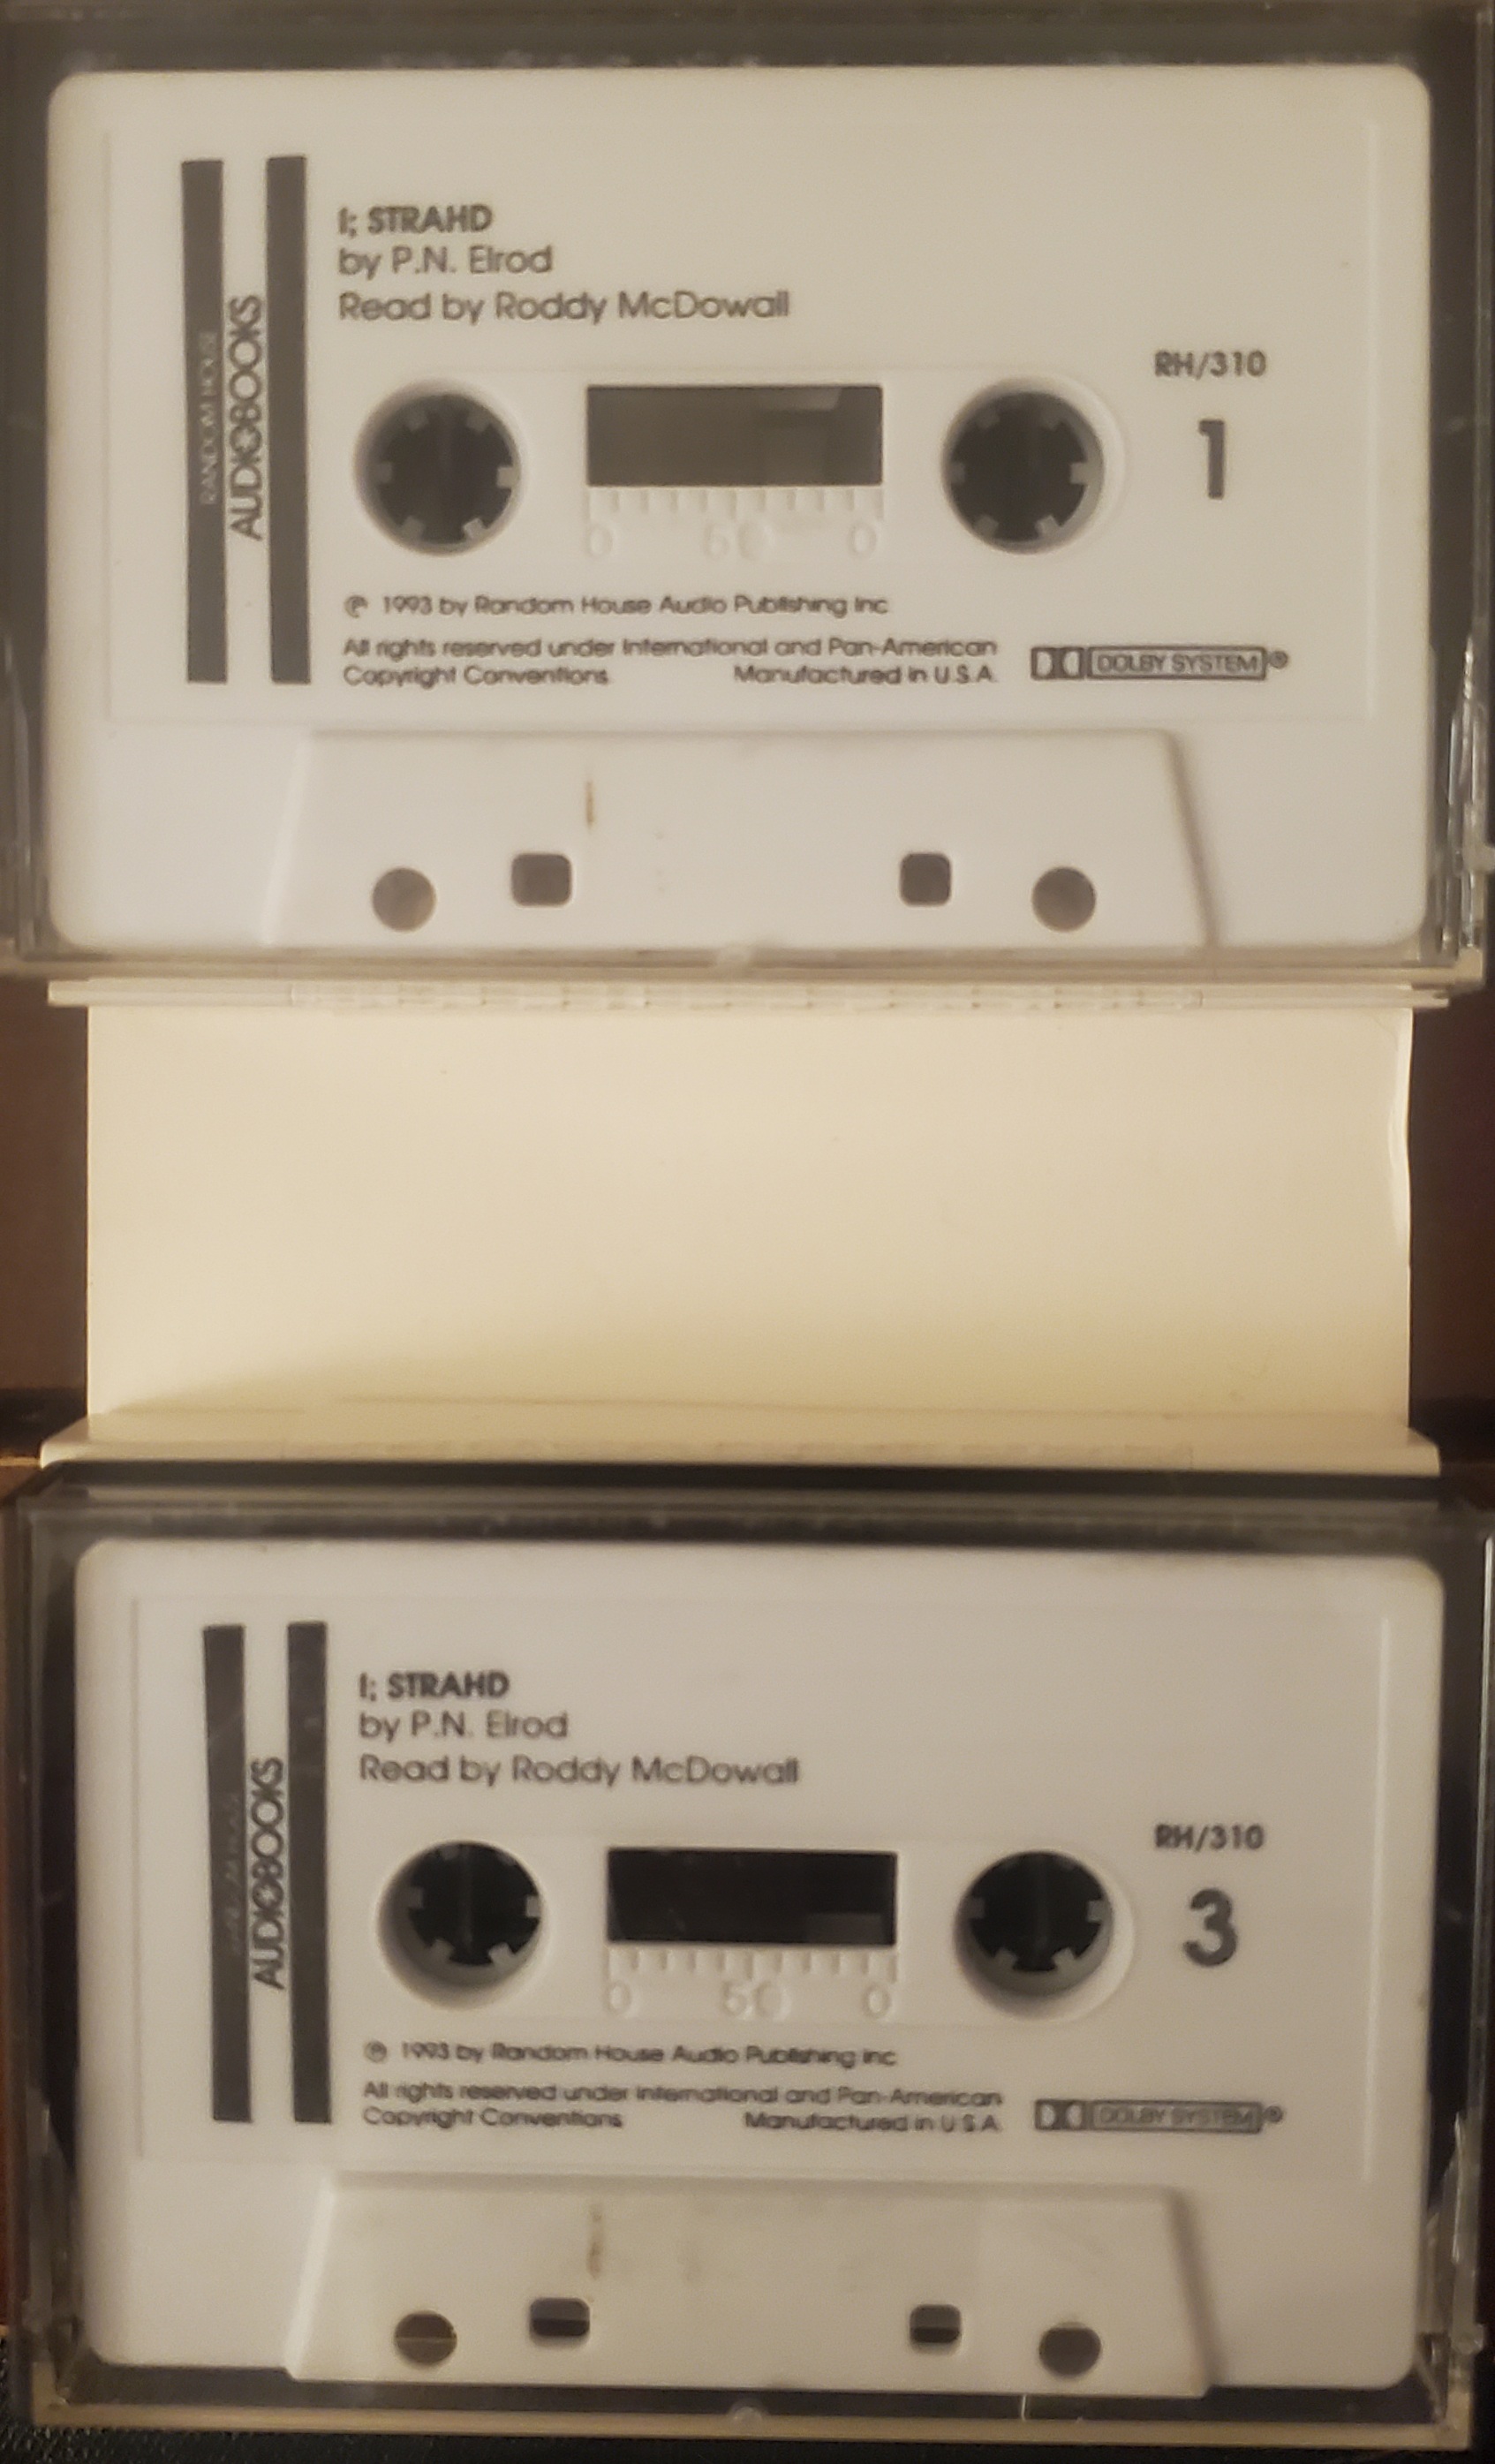 RANDOM HOUSE
AUDIOBOOKS
I; STRAHD
by P.N. Elrod
Read by Roddy McDowall
RH/310
1
0 50 0
℗ 1993 by Random House Audio Publishing Inc
All rights reserved under International and Pan-American
Copyright Conventions Manufactured in U.S.A.
DOLBY SYSTEM®
AUDIOBOOKS
I; STRAHD
by P.N. Elrod
Read by Roddy McDowall
RH/310
3
0 50 0
℗ 1993 by Random House Audio Publishing Inc
All rights reserved under International and Pan-American
Copyright Conventions Manufactured in U.S.A.
DOLBY SYSTEM®